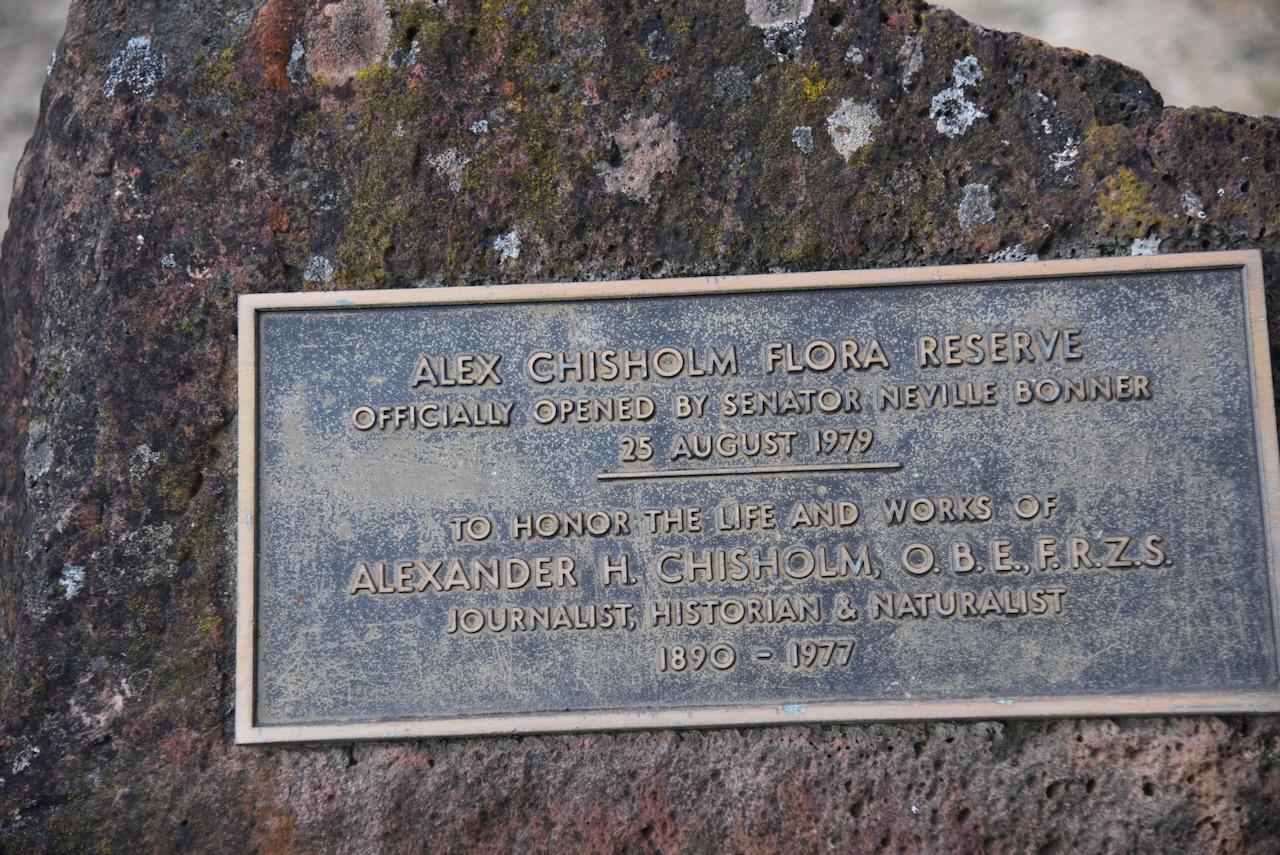 ALEX CHISHOLM FLORA RESERVE
OFFICIALLY OPENED BY SENATOR NEVILLE BONNER
25 AUGUST 1979
TO HONOR THE LIFE AND WORKS OF
ALEXANDER H. CHISHOLM, O.B.E., F.R.Z.S.
JOURNALIST, HISTORIAN & NATURALIST
1890 - 1977